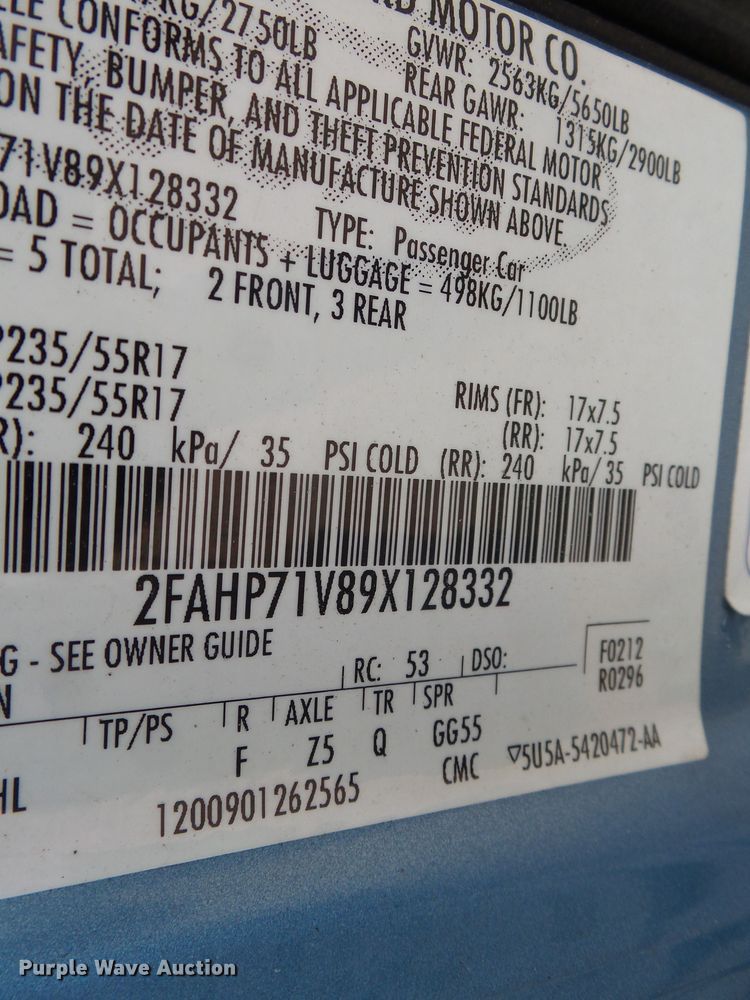 MOTOR CO.
KG/2750LB GVWR: 2563KG/5650LB
REAR GAWR: 1315KG/2900LB
CONFORMS TO ALL APPLICABLE FEDERAL MOTOR
AFETY, BUMPER, AND THEFT PREVENTION STANDARDS
ON THE DATE OF MANUFACTURE SHOWN ABOVE.
71V89X128332 TYPE: Passenger Car
OAD = OCCUPANTS + LUGGAGE = 498KG/1100LB
= 5 TOTAL; 2 FRONT, 3 REAR
P235/55R17 RIMS (FR): 17x7.5
P235/55R17 (RR): 17x7.5
R): 240 kPa/ 35 PSI COLD (RR): 240 kPa/ 35 PSI COLD
2FAHP71V89X128332
G - SEE OWNER GUIDE
N RC: 53 DSO: F0212
R0296
TP/PS R AXLE TR SPR
F Z5 Q GG55
HL 1200901262565 CMC ▽5U5A-5420472-AA
Purple Wave Auction